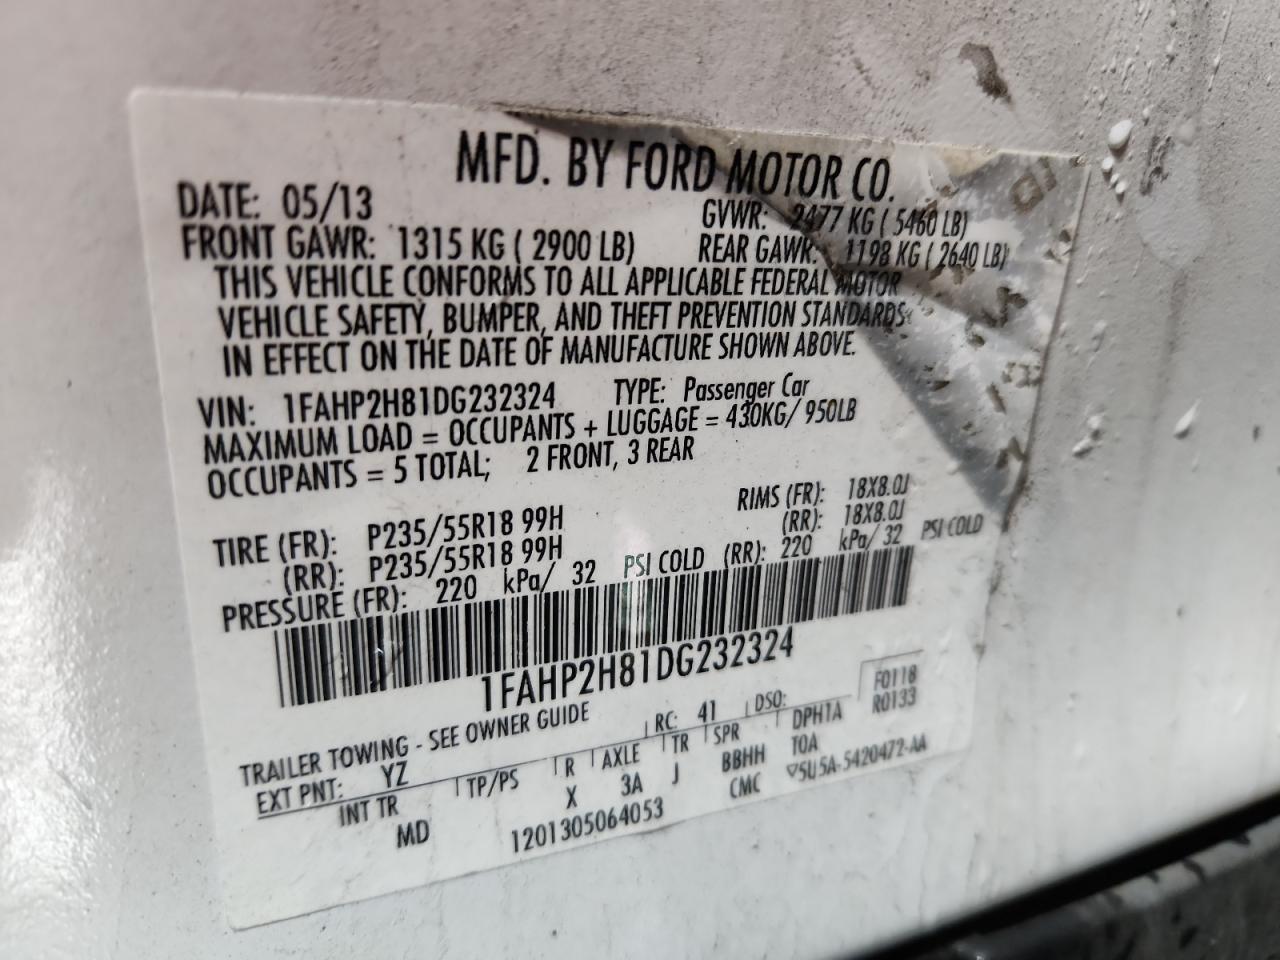 MFD. BY FORD MOTOR CO.
DATE: 05/13 GVWR: 2477 KG ( 5460 LB)
FRONT GAWR: 1315 KG ( 2900 LB) REAR GAWR: 1198 KG ( 2640 LB)
THIS VEHICLE CONFORMS TO ALL APPLICABLE FEDERAL MOTOR
VEHICLE SAFETY, BUMPER, AND THEFT PREVENTION STANDARDS
IN EFFECT ON THE DATE OF MANUFACTURE SHOWN ABOVE.
VIN: 1FAHP2H81DG232324 TYPE: Passenger Car
MAXIMUM LOAD = OCCUPANTS + LUGGAGE = 430KG/ 950LB
OCCUPANTS = 5 TOTAL; 2 FRONT, 3 REAR
TIRE (FR): P235/55R18 99H RIMS (FR): 18X8.0J
(RR): P235/55R18 99H (RR): 18X8.0J
PRESSURE (FR): 220 kPa/ 32 PSI COLD (RR): 220 kPa/ 32 PSI COLD
1FAHP2H81DG232324
TRAILER TOWING - SEE OWNER GUIDE F0118
EXT PNT: YZ RC: 41 DSO: R0133
INT TR TP/PS R AXLE TR SPR DPH1A
MD X 3A J BBHH TOA
1201305064053 CMC 5U5A-5420472-AA